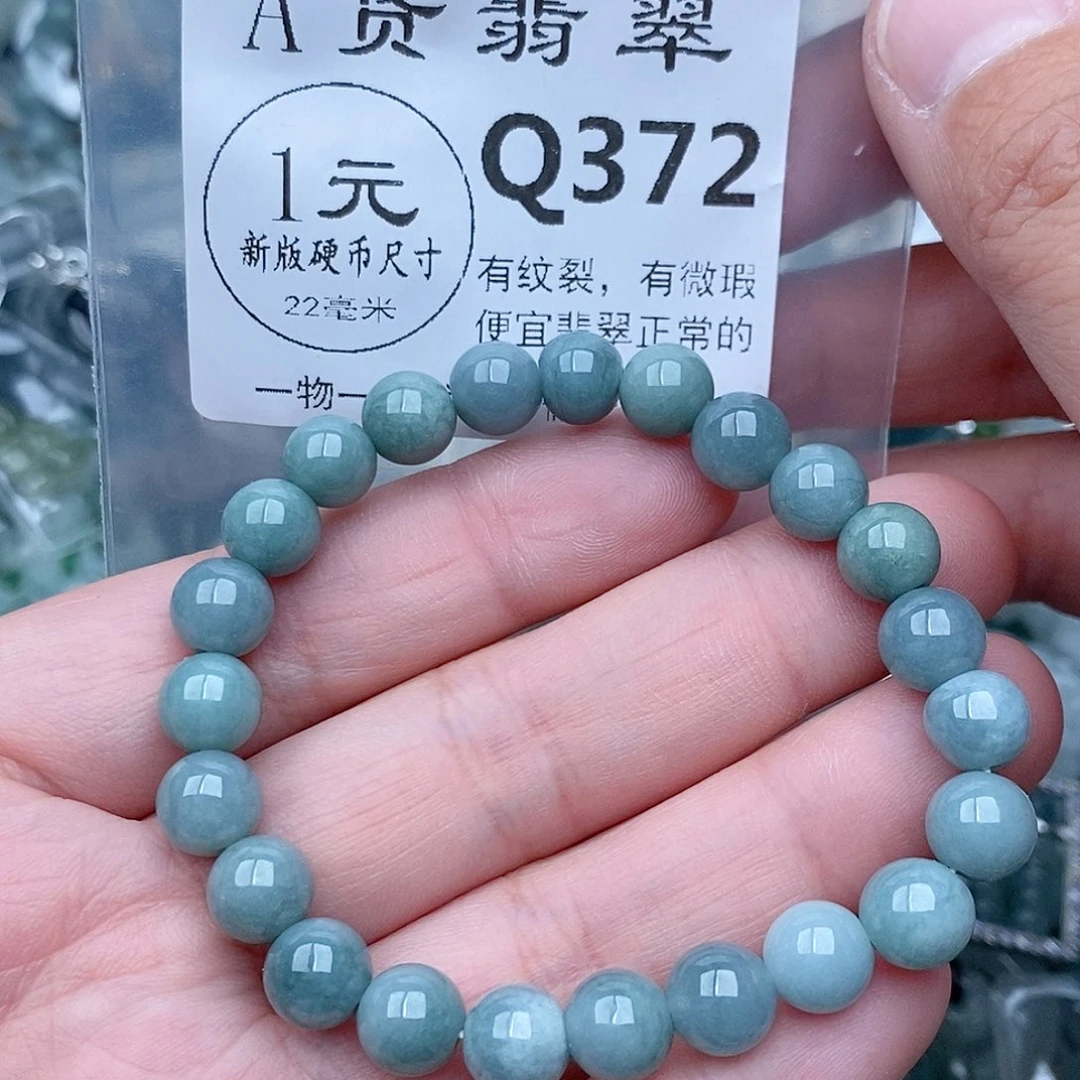 A货翡翠
Q372
1元
新版硬币尺寸
22毫米
有纹裂，有微瑕
便宜翡翠正常的
一物一